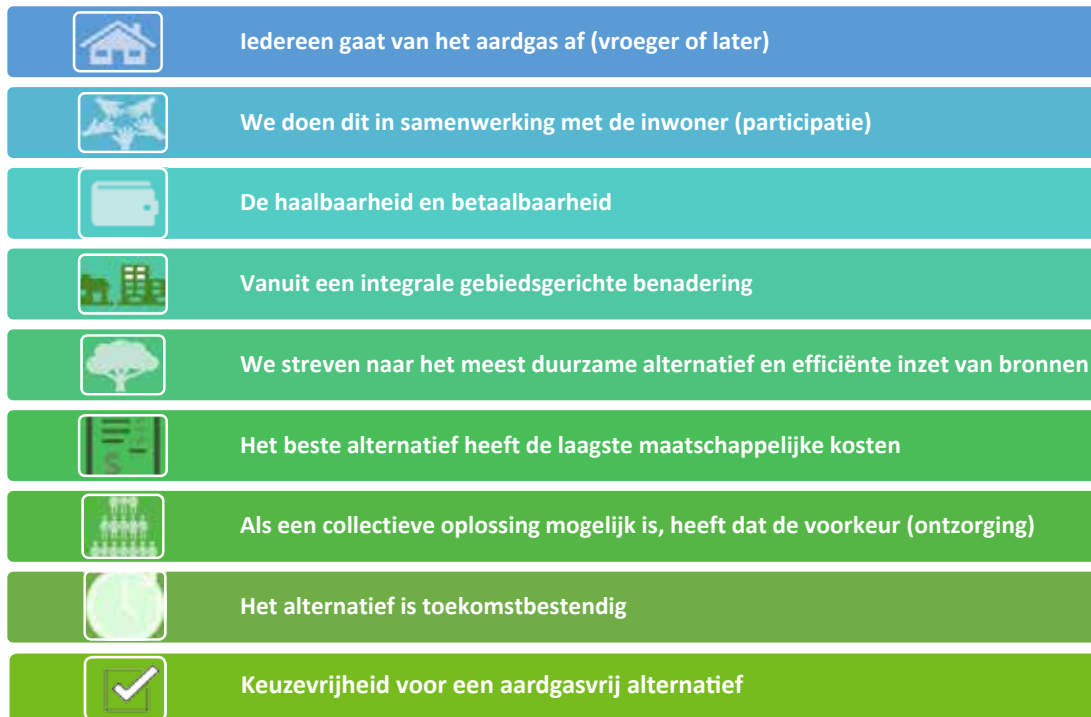 Iedereen gaat van het aardgas af (vroeger of later)
We doen dit in samenwerking met de inwoner (participatie)
De haalbaarheid en betaalbaarheid
Vanuit een integrale gebiedsgerichte benadering
We streven naar het meest duurzame alternatief en efficiënte inzet van bronnen
Het beste alternatief heeft de laagste maatschappelijke kosten
Als een collectieve oplossing mogelijk is, heeft dat de voorkeur (ontzorging)
Het alternatief is toekomstbestendig
Keuzevrijheid voor een aardgasvrij alternatief